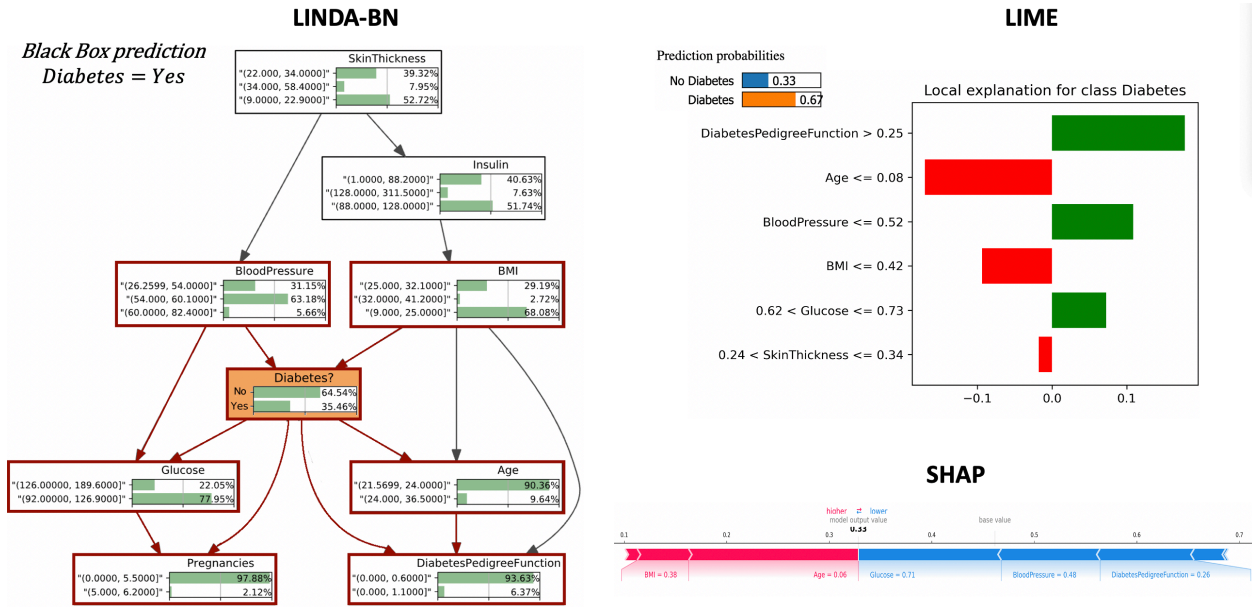 LINDA-BN
Black Box prediction
Diabetes = Yes
SkinThickness
"(22.000, 34.0000]" 39.32%
"(34.000, 58.4000]" 7.95%
"(9.0000, 22.9000]" 52.72%
Insulin
"(1.0000, 88.2000]" 40.63%
"(128.0000, 311.5000]" 7.63%
"(88.0000, 128.0000]" 51.74%
BloodPressure
"(26.2599, 54.0000]" 31.15%
"(54.000, 60.1000]" 63.18%
"(60.0000, 82.4000]" 5.66%
BMI
"(25.000, 32.1000]" 29.19%
"(32.0000, 41.2000]" 2.72%
"(9.000, 25.0000]" 68.08%
Diabetes?
No 64.54%
Yes 35.46%
Glucose
"(126.00000, 189.6000]" 22.05%
"(92.00000, 126.9000]" 77.95%
Age
"(21.5699, 24.0000]" 90.36%
"(24.000, 36.5000]" 9.64%
Pregnancies
"(0.0000, 5.5000]" 97.88%
"(5.000, 6.2000]" 2.12%
DiabetesPedigreeFunction
"(0.000, 0.6000]" 93.63%
"(0.000, 1.1000]" 6.37%
LIME
Prediction probabilities
No Diabetes 0.33
Diabetes 0.67
Local explanation for class Diabetes
DiabetesPedigreeFunction > 0.25
Age <= 0.08
BloodPressure <= 0.52
BMI <= 0.42
0.62 < Glucose <= 0.73
0.24 < SkinThickness <= 0.34
−0.1 0.0 0.1
SHAP
higher ⇄ lower
model output value base value
0.33
0.1 0.2 0.3 0.4 0.5 0.6 0.7
BMI = 0.38 Age = 0.06 Glucose = 0.71 BloodPressure = 0.48 DiabetesPedigreeFunction = 0.26